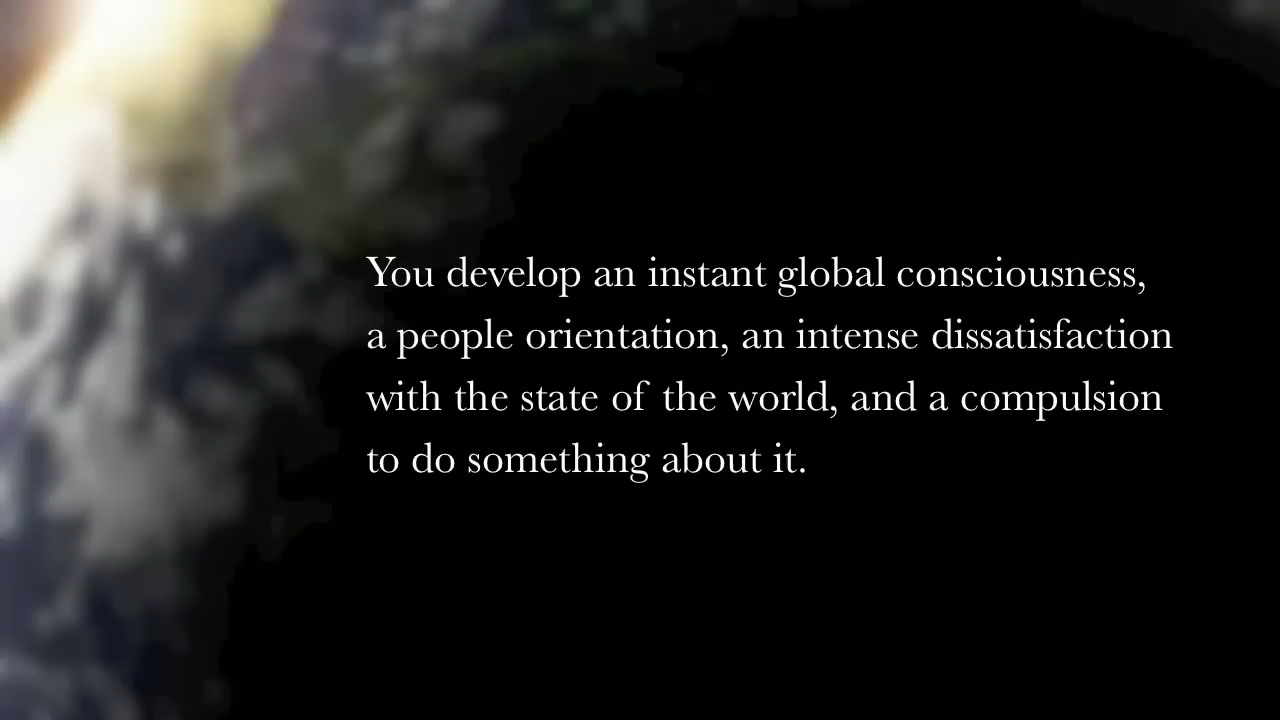 You develop an instant global consciousness,
a people orientation, an intense dissatisfaction
with the state of the world, and a compulsion
to do something about it.